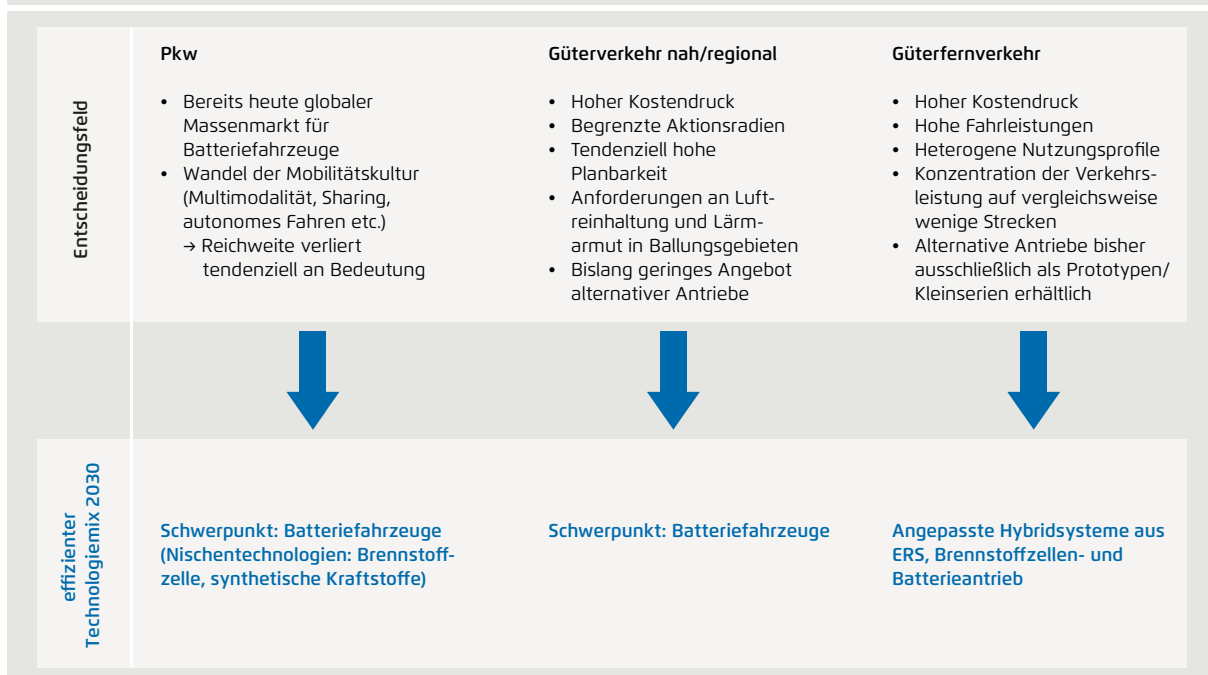 Entscheidungsfeld
Pkw
• Bereits heute globaler
Massenmarkt für
Batteriefahrzeuge
• Wandel der Mobilitätskultur
(Multimodalität, Sharing,
autonomes Fahren etc.)
→ Reichweite verliert
tendenziell an Bedeutung
Güterverkehr nah/regional
• Hoher Kostendruck
• Begrenzte Aktionsradien
• Tendenziell hohe
Planbarkeit
• Anforderungen an Luft-
reinhaltung und Lärm-
armut in Ballungsgebieten
• Bislang geringes Angebot
alternativer Antriebe
Güterfernverkehr
• Hoher Kostendruck
• Hohe Fahrleistungen
• Heterogene Nutzungsprofile
• Konzentration der Verkehrs-
leistung auf vergleichsweise
wenige Strecken
• Alternative Antriebe bisher
ausschließlich als Prototypen/
Kleinserien erhältlich
effizienter
Technologiemix 2030
Schwerpunkt: Batteriefahrzeuge
(Nischentechnologien: Brennstoff-
zelle, synthetische Kraftstoffe)
Schwerpunkt: Batteriefahrzeuge
Angepasste Hybridsysteme aus
ERS, Brennstoffzellen- und
Batterieantrieb